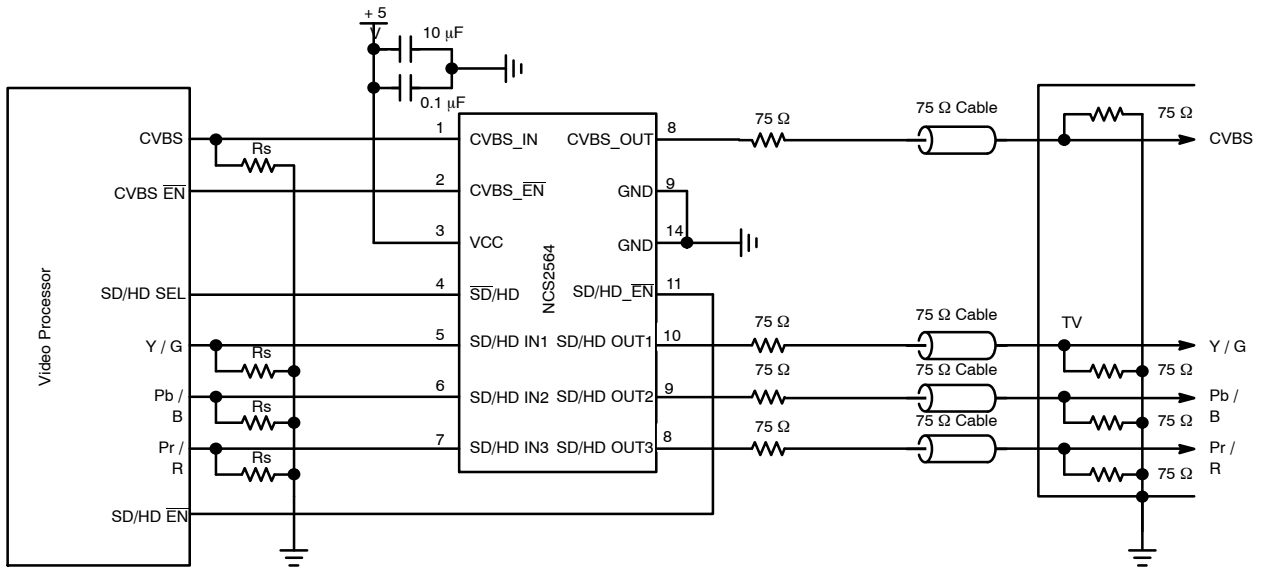 + 5
V
10 µF
0.1 µF
Video Processor
CVBS
CVBS EN
SD/HD SEL
Y / G
Pb /
B
Pr /
R
SD/HD EN
Rs
Rs
Rs
Rs
1
2
3
4
5
6
7
CVBS_IN
CVBS_EN
VCC
SD/HD
SD/HD IN1
SD/HD IN2
SD/HD IN3
NCS2564
CVBS_OUT
GND
GND
SD/HD_EN
SD/HD OUT1
SD/HD OUT2
SD/HD OUT3
8
9
14
11
10
9
8
75 Ω
75 Ω
75 Ω
75 Ω
75 Ω Cable
75 Ω Cable
75 Ω Cable
75 Ω Cable
TV
75 Ω
75 Ω
75 Ω
75 Ω
CVBS
Y / G
Pb /
B
Pr /
R